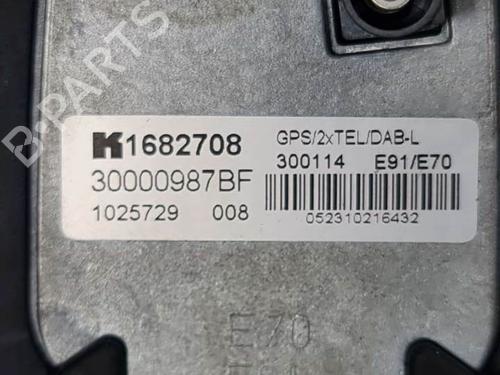 K1682708
GPS/2xTEL/DAB-L
30000987BF
300114 E91/E70
1025729 008
052310216432
E70
B-Parts